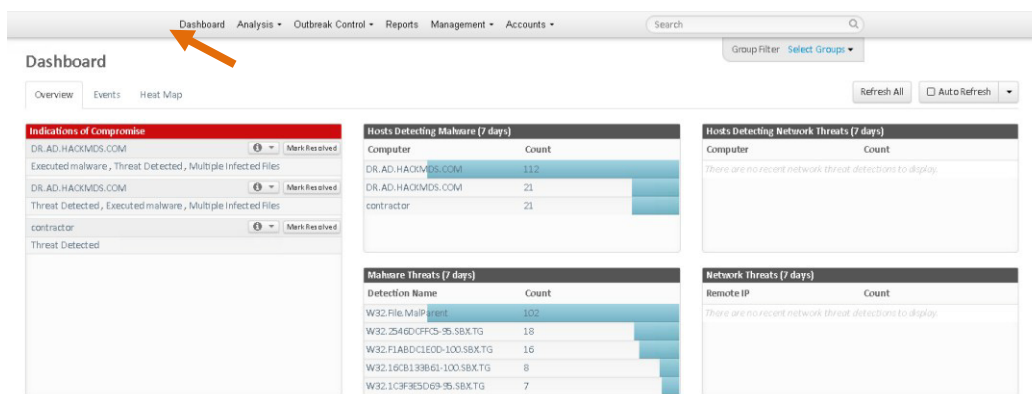 Dashboard Analysis Outbreak Control Reports Management Accounts Search
Group Filter Select Groups
Dashboard
Overview Events Heat Map Refresh All Auto Refresh
Indications of Compromise
DR.AD.HACKMDS.COM Mark Resolved
Executed malware , Threat Detected , Multiple Infected Files
DR.AD.HACKMDS.COM Mark Resolved
Threat Detected , Executed malware , Multiple Infected Files
contractor Mark Resolved
Threat Detected
Hosts Detecting Malware (7 days)
Computer Count
DR.AD.HACKMDS.COM 112
DR.AD.HACKMDS.COM 21
contractor 21
Hosts Detecting Network Threats (7 days)
Computer Count
There are no recent network threat detections to display.
Malware Threats (7 days)
Detection Name Count
W32.File.MalParent 102
W32.2546DCFFC5-95.SBX.TG 18
W32.F1ABDC1E0D-100.SBX.TG 16
W32.16CB133B61-100.SBX.TG 8
W32.1C3F3E5D69-95.SBX.TG 7
Network Threats (7 days)
Remote IP Count
There are no recent network threat detections to display.